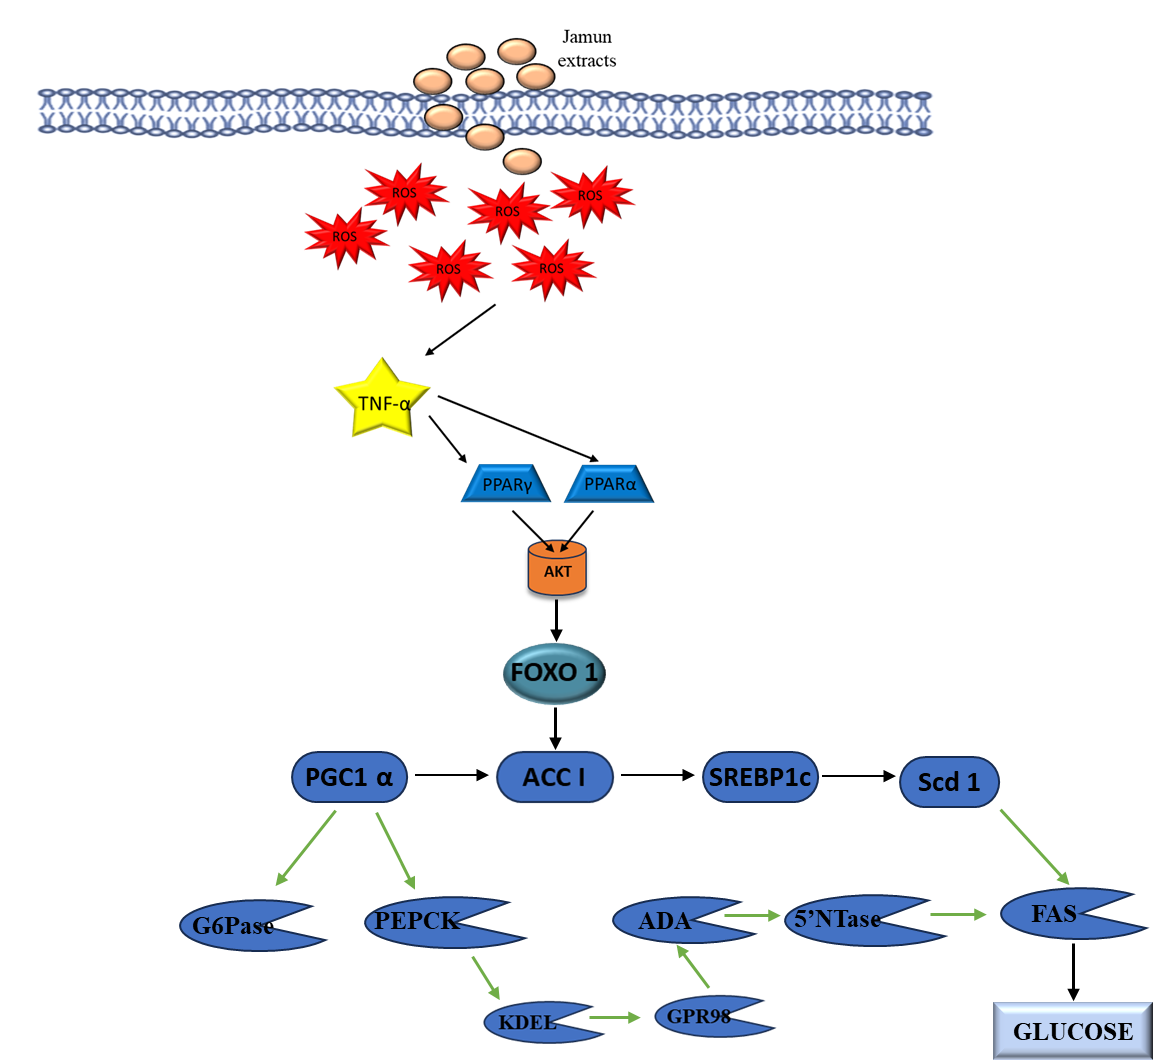 Jamun
extracts
ROS
ROS
ROS
ROS
ROS
ROS
TNF-α
PPARγ
PPARα
AKT
FOXO 1
PGC1 α
ACC I
SREBP1c
Scd 1
G6Pase
PEPCK
ADA
5’NTase
FAS
KDEL
GPR98
GLUCOSE